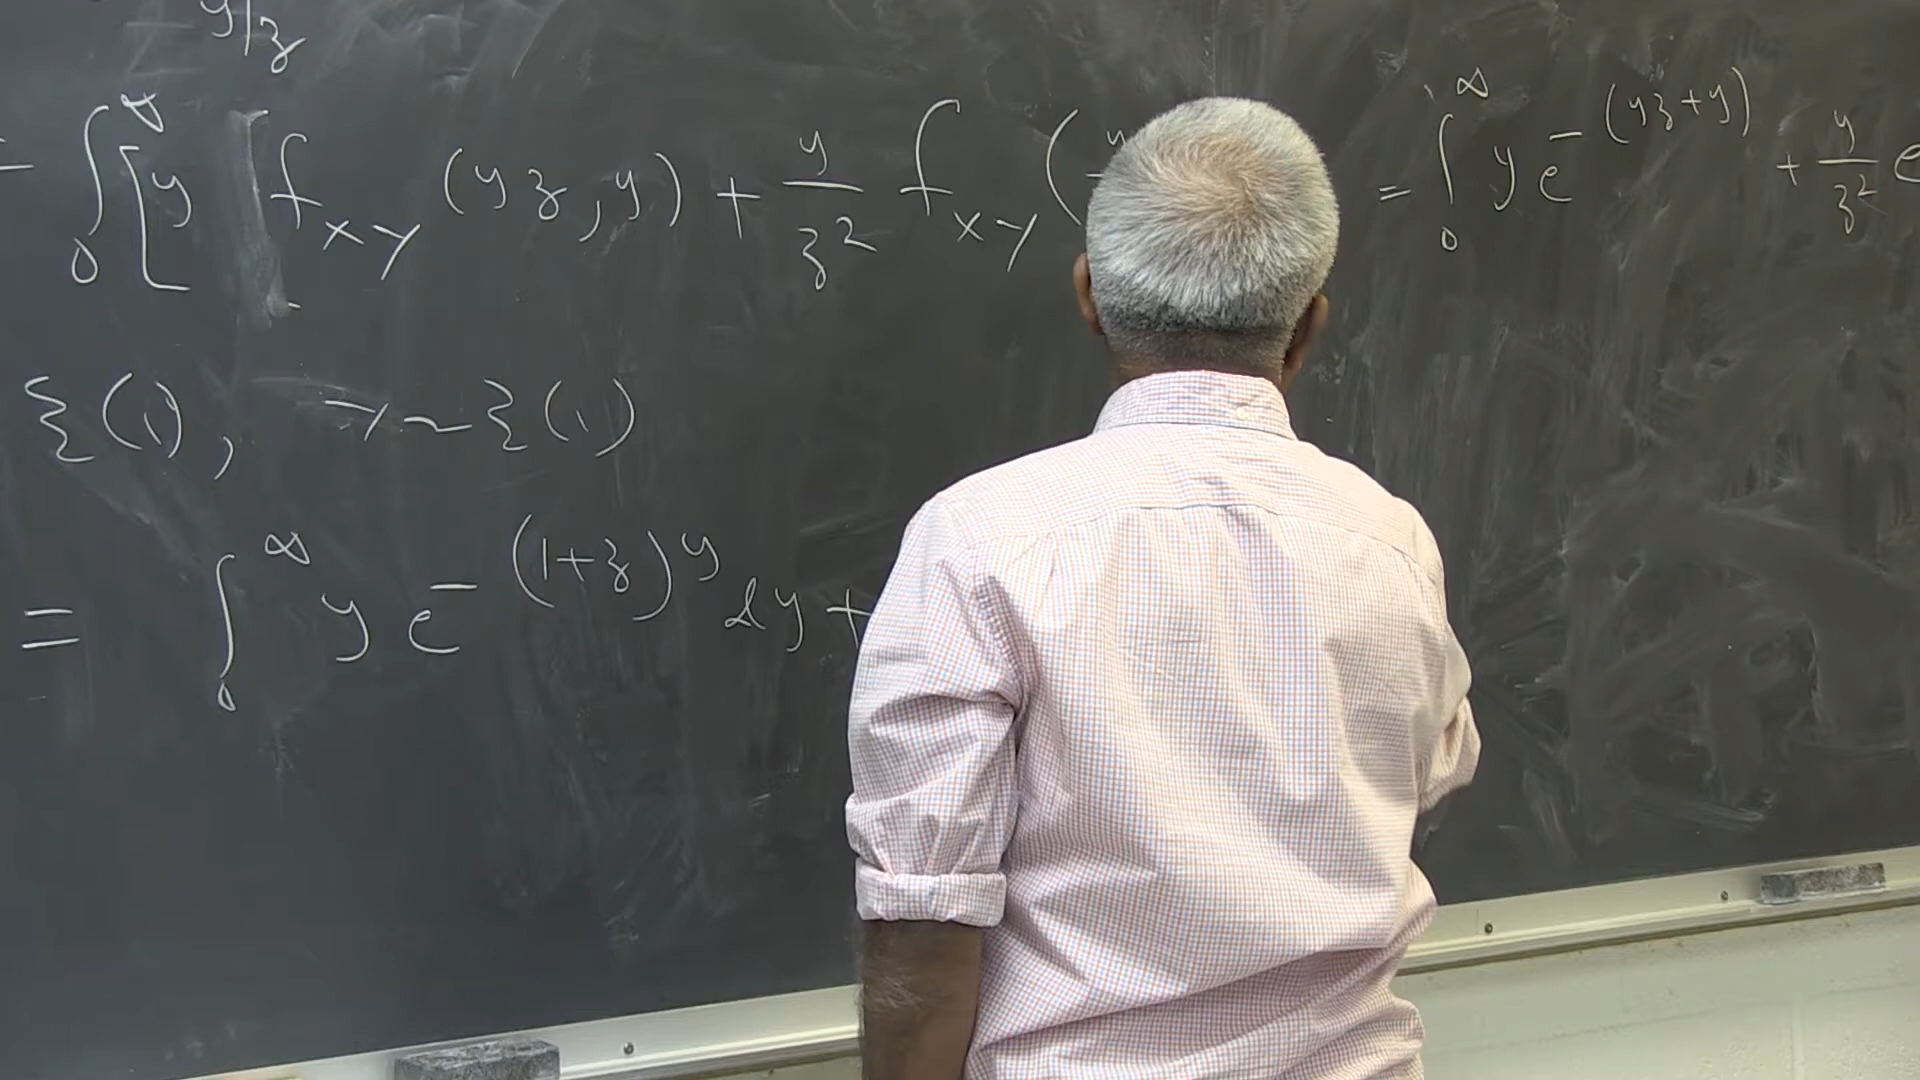 y/z
= ∫₀^∞ [y f_{xy}(yz, y) + y/z² f_{xy}(y = ∫₀^∞ y e^{-(yz+y)} + y/z² e
ξ(1), y ~ ξ(1)
= ∫₀^∞ y e^{-(1+z)y} dy +